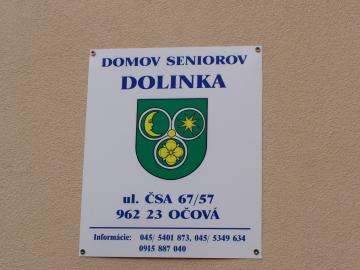 DOMOV SENIOROV
DOLINKA
ul. ČSA 67/57
962 23 OČOVÁ
Informácie: 045/ 5401 873, 045/ 5349 634
0915 887 040